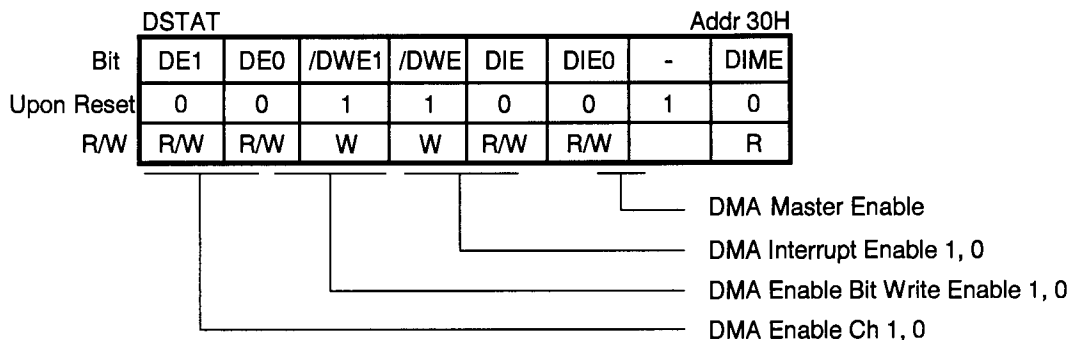 DSTAT Addr 30H
Bit DE1 DE0 /DWE1 /DWE DIE DIE0 - DIME
Upon Reset 0 0 1 1 0 0 1 0
R/W R/W R/W W W R/W R/W R
DMA Master Enable
DMA Interrupt Enable 1, 0
DMA Enable Bit Write Enable 1, 0
DMA Enable Ch 1, 0